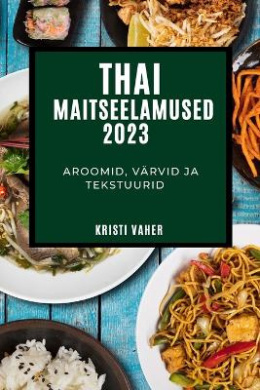 THAI
MAITSEELAMUSED
2023
AROOMID, VÄRVID JA
TEKSTUURID
KRISTI VAHER